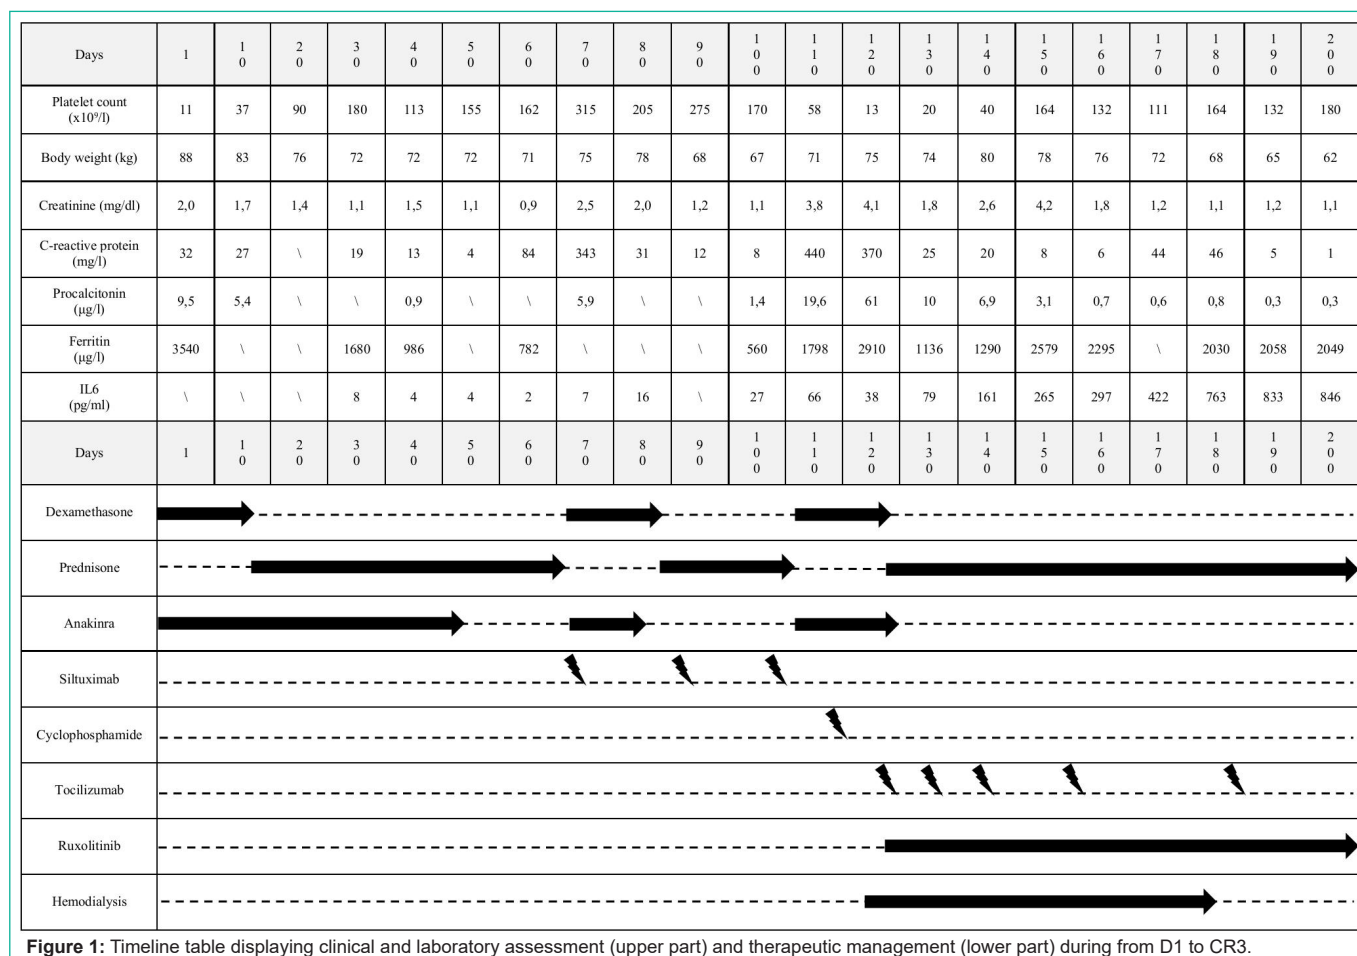 Days 1 10 20 30 40 50 60 70 80 90 100 110 120 130 140 150 160 170 180 190 200
Platelet count (x10⁹/l) 11 37 90 180 113 155 162 315 205 275 170 58 13 20 40 164 132 111 164 132 180
Body weight (kg) 88 83 76 72 72 72 71 75 78 68 67 71 75 74 80 78 76 72 68 65 62
Creatinine (mg/dl) 2,0 1,7 1,4 1,1 1,5 1,1 0,9 2,5 2,0 1,2 1,1 3,8 4,1 1,8 2,6 4,2 1,8 1,2 1,1 1,2 1,1
C-reactive protein (mg/l) 32 27 \ 19 13 4 84 343 31 12 8 440 370 25 20 8 6 44 46 5 1
Procalcitonin (µg/l) 9,5 5,4 \ \ 0,9 \ \ 5,9 \ \ 1,4 19,6 61 10 6,9 3,1 0,7 0,6 0,8 0,3 0,3
Ferritin (µg/l) 3540 \ \ 1680 986 \ 782 \ \ \ 560 1798 2910 1136 1290 2579 2295 \ 2030 2058 2049
IL6 (pg/ml) \ \ \ 8 4 4 2 7 16 \ 27 66 38 79 161 265 297 422 763 833 846
Days 1 10 20 30 40 50 60 70 80 90 100 110 120 130 140 150 160 170 180 190 200
Dexamethasone
Prednisone
Anakinra
Siltuximab
Cyclophosphamide
Tocilizumab
Ruxolitinib
Hemodialysis
Figure 1: Timeline table displaying clinical and laboratory assessment (upper part) and therapeutic management (lower part) during from D1 to CR3.